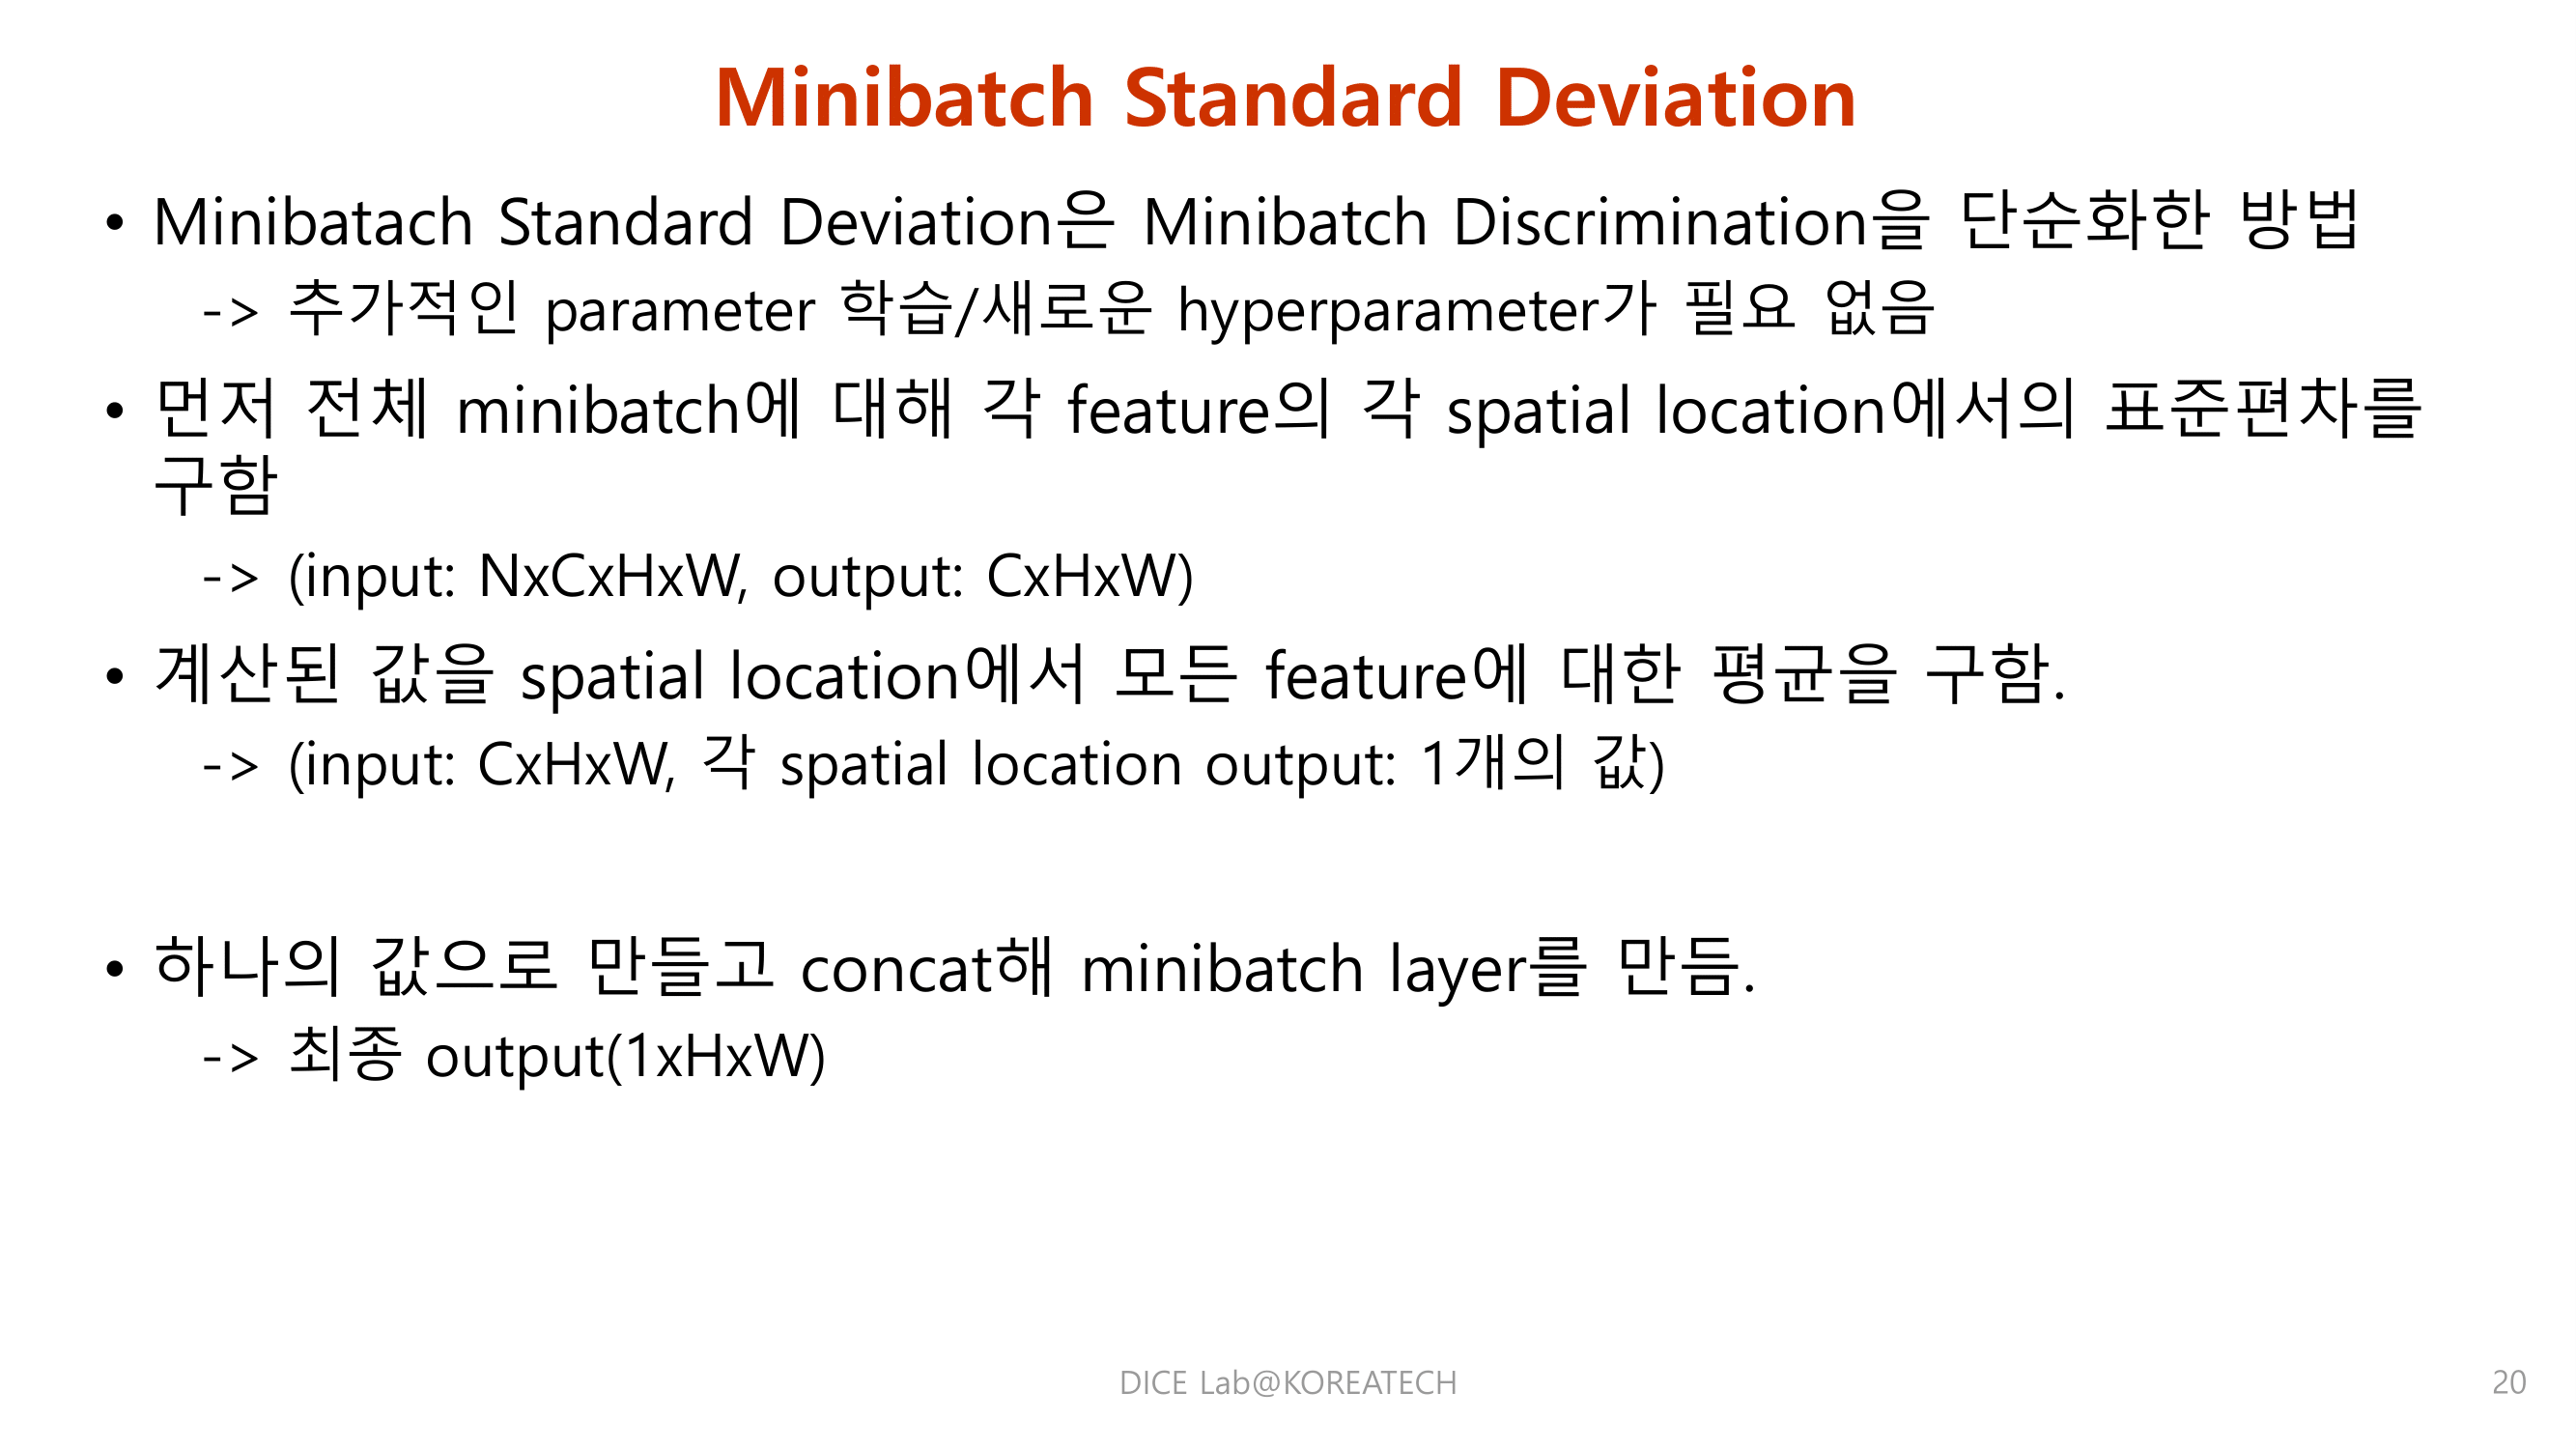 Minibatch Standard Deviation
• Minibatach Standard Deviation은 Minibatch Discrimination을 단순화한 방법
-> 추가적인 parameter 학습/새로운 hyperparameter가 필요 없음
• 먼저 전체 minibatch에 대해 각 feature의 각 spatial location에서의 표준편차를
구함
-> (input: NxCxHxW, output: CxHxW)
• 계산된 값을 spatial location에서 모든 feature에 대한 평균을 구함.
-> (input: CxHxW, 각 spatial location output: 1개의 값)
• 하나의 값으로 만들고 concat해 minibatch layer를 만듬.
-> 최종 output(1xHxW)
DICE Lab@KOREATECH
20